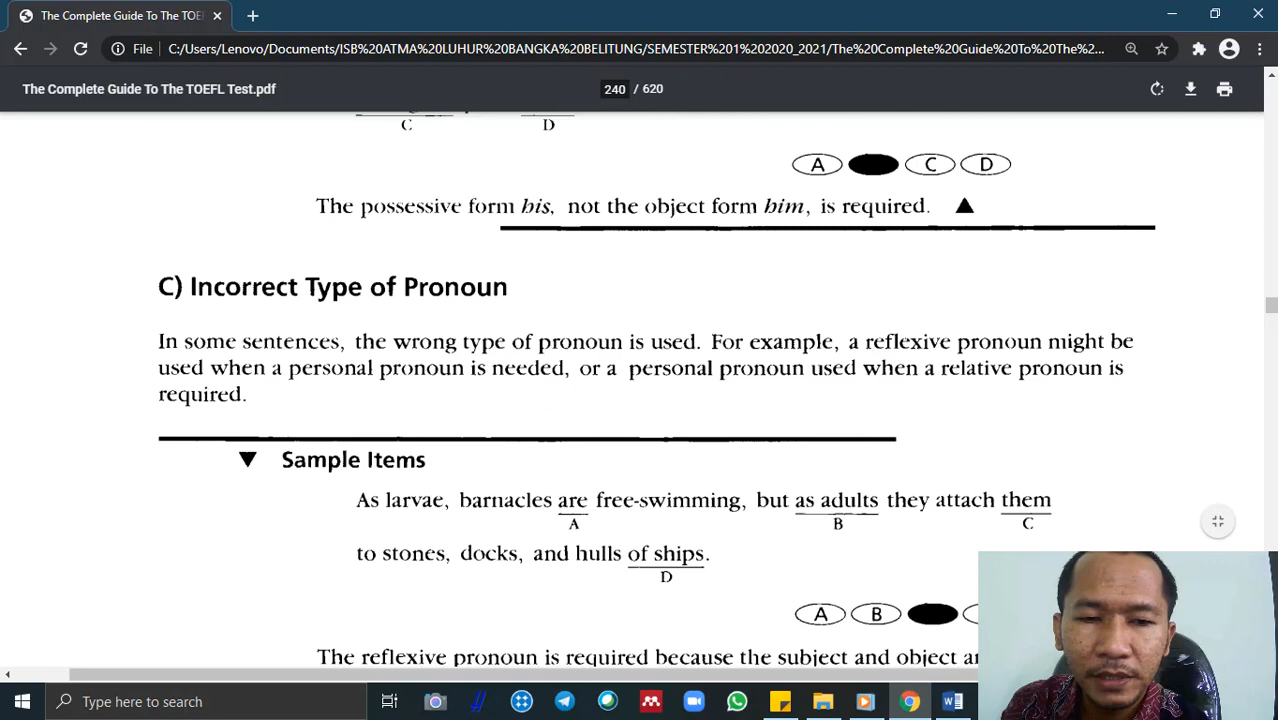 The Complete Guide To The TOE
File C:/Users/Lenovo/Documents/ISB%20ATMA%20LUHUR%20BANGKA%20BELITUNG/SEMESTER%201%202020_2021/The%20Complete%20Guide%20To%20The%2...
The Complete Guide To The TOEFL Test.pdf 240 / 620
C D
A C D
The possessive form his, not the object form him, is required.
C) Incorrect Type of Pronoun
In some sentences, the wrong type of pronoun is used. For example, a reflexive pronoun might be
used when a personal pronoun is needed, or a personal pronoun used when a relative pronoun is
required.
Sample Items
As larvae, barnacles are free-swimming, but as adults they attach them
A B C
to stones, docks, and hulls of ships.
D
A B
The reflexive pronoun is required because the subject and object
Type here to search